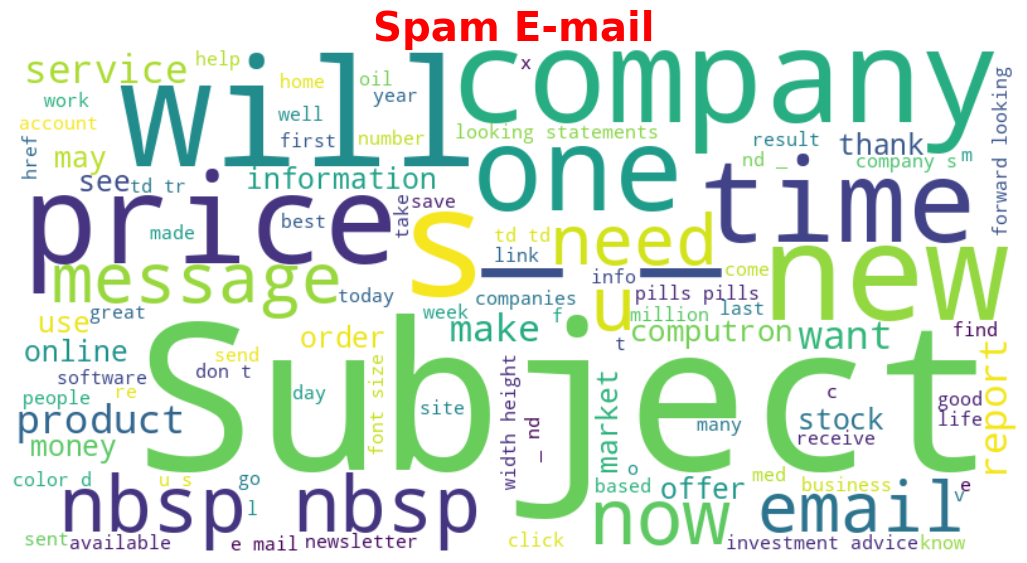 Spam E-mail
service
help
will
company
x
home
oil
year
work
well
account
first
number
looking statements
result
thank
href
may
one
nd _
company s
m
forward looking
see
td tr
information
time
price
take
save
s
made
best
td td
need
link
_ _
new
message
info
come
today
u
pills pills
great
companies
use
week
f
million
last
make
computron
want
find
order
t
online
send
Subject
software
don t
font size
width height
market
report
people
re
day
site
c
good
product
_ nd
many
stock
life
money
receive
o
color d
u s
go
med
nbsp nbsp
l
based
offer
business
e
now
email
v
sent
available
e mail
newsletter
click
investment advice
know